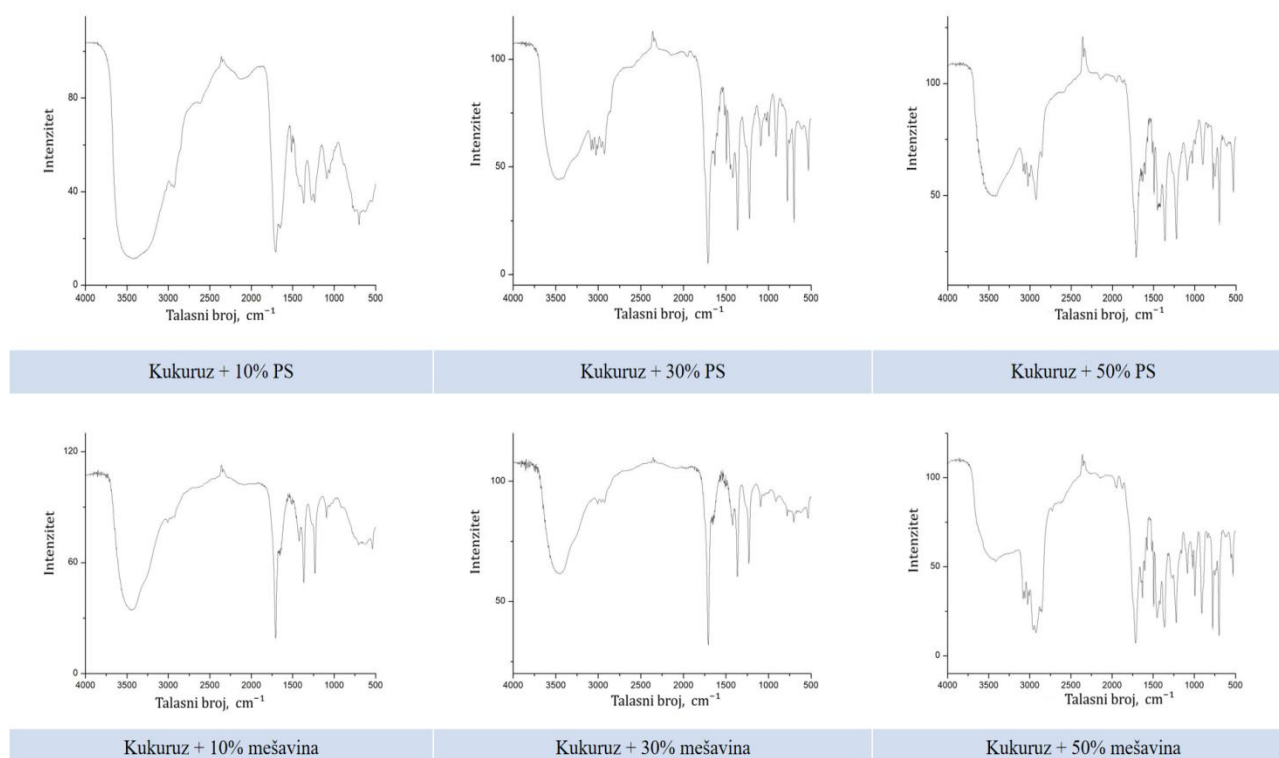 Intenzitet
80
40
0
4000 3500 3000 2500 2000 1500 1000 500
Talasni broj, cm⁻¹
Intenzitet
100
50
0
4000 3500 3000 2500 2000 1500 1000 500
Talasni broj, cm⁻¹
Intenzitet
100
50
4000 3500 3000 2500 2000 1500 1000 500
Talasni broj, cm⁻¹
Kukuruz + 10% PS
Kukuruz + 30% PS
Kukuruz + 50% PS
Intenzitet
120
60
0
4000 3500 3000 2500 2000 1500 1000 500
Talasni broj, cm⁻¹
Intenzitet
100
50
4000 3500 3000 2500 2000 1500 1000 500
Talasni broj, cm⁻¹
Intenzitet
100
50
0
4000 3500 3000 2500 2000 1500 1000 500
Talasni broj, cm⁻¹
Kukuruz + 10% mešavina
Kukuruz + 30% mešavina
Kukuruz + 50% mešavina